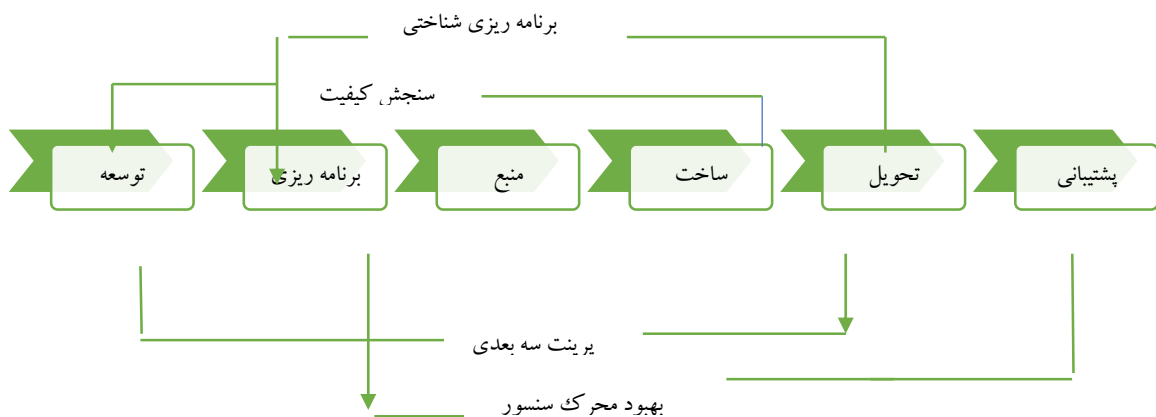 برنامه ریزی شناختی
سنجش کیفیت
توسعه
برنامه ریزی
منبع
ساخت
تحویل
پشتیبانی
پرینت سه بعدی
بهبود محرک سنسور